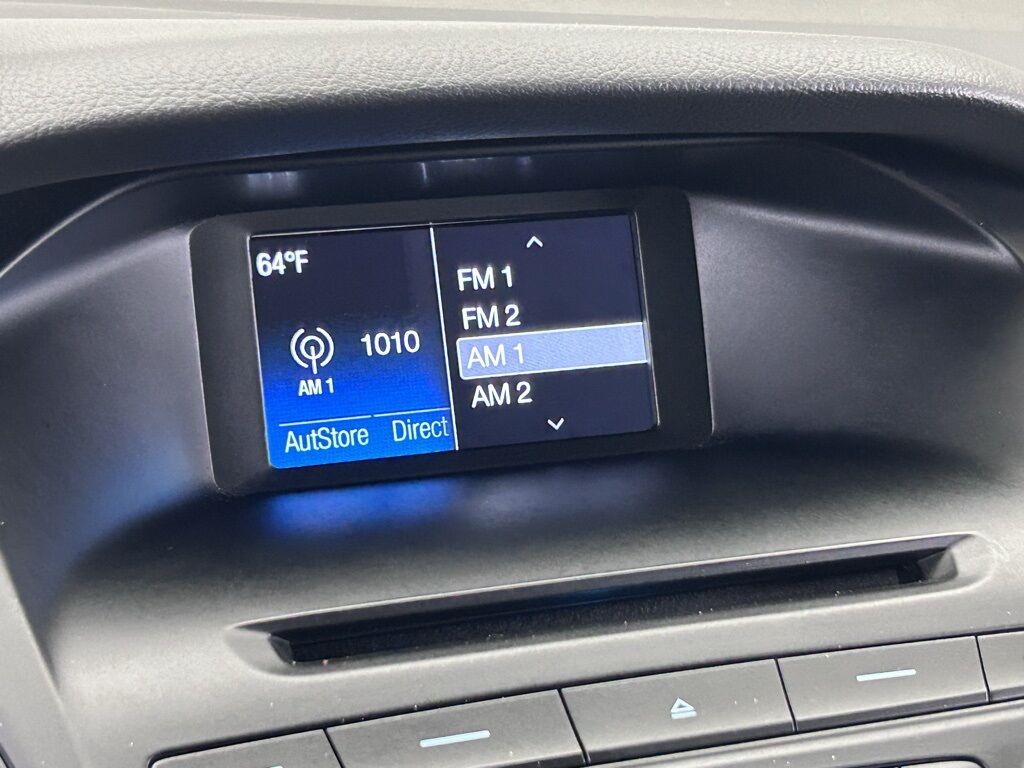 64°F
1010
AM 1
AutStore
Direct
FM 1
FM 2
AM 1
AM 2